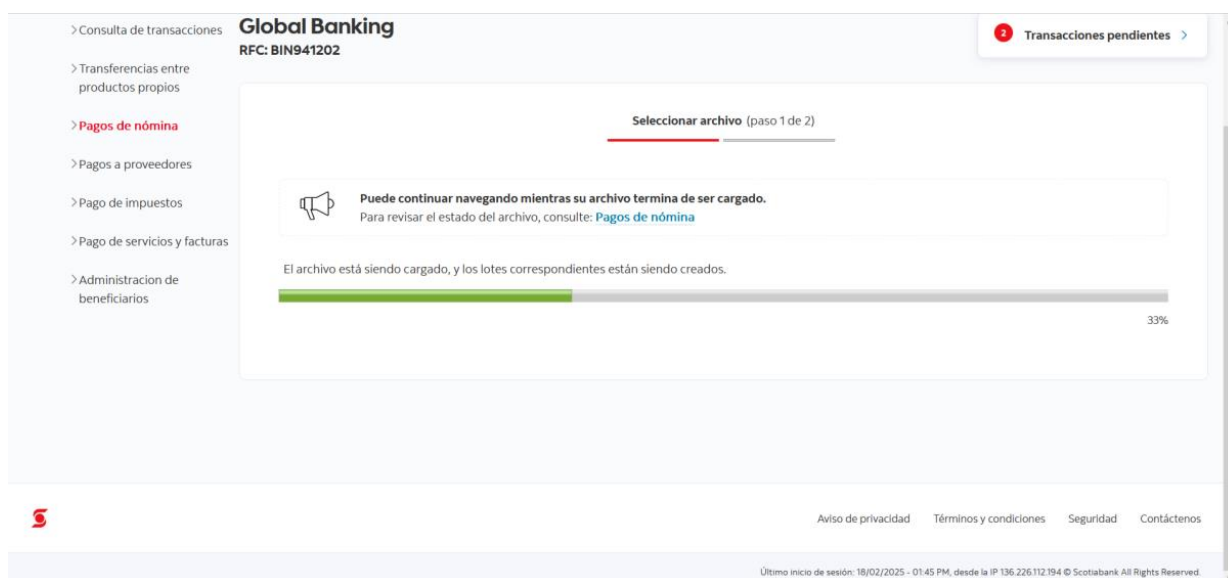 Consulta de transacciones
Transferencias entre
productos propios
Pagos de nómina
Pagos a proveedores
Pago de impuestos
Pago de servicios y facturas
Administracion de
beneficiarios
Global Banking
RFC: BIN941202
2 Transacciones pendientes
Seleccionar archivo (paso 1 de 2)
Puede continuar navegando mientras su archivo termina de ser cargado.
Para revisar el estado del archivo, consulte: Pagos de nómina
El archivo está siendo cargado, y los lotes correspondientes están siendo creados.
33%
Aviso de privacidad Términos y condiciones Seguridad Contáctenos
Último inicio de sesión: 18/02/2025 - 01:45 PM, desde la IP 136.226.112.194 © Scotiabank All Rights Reserved.